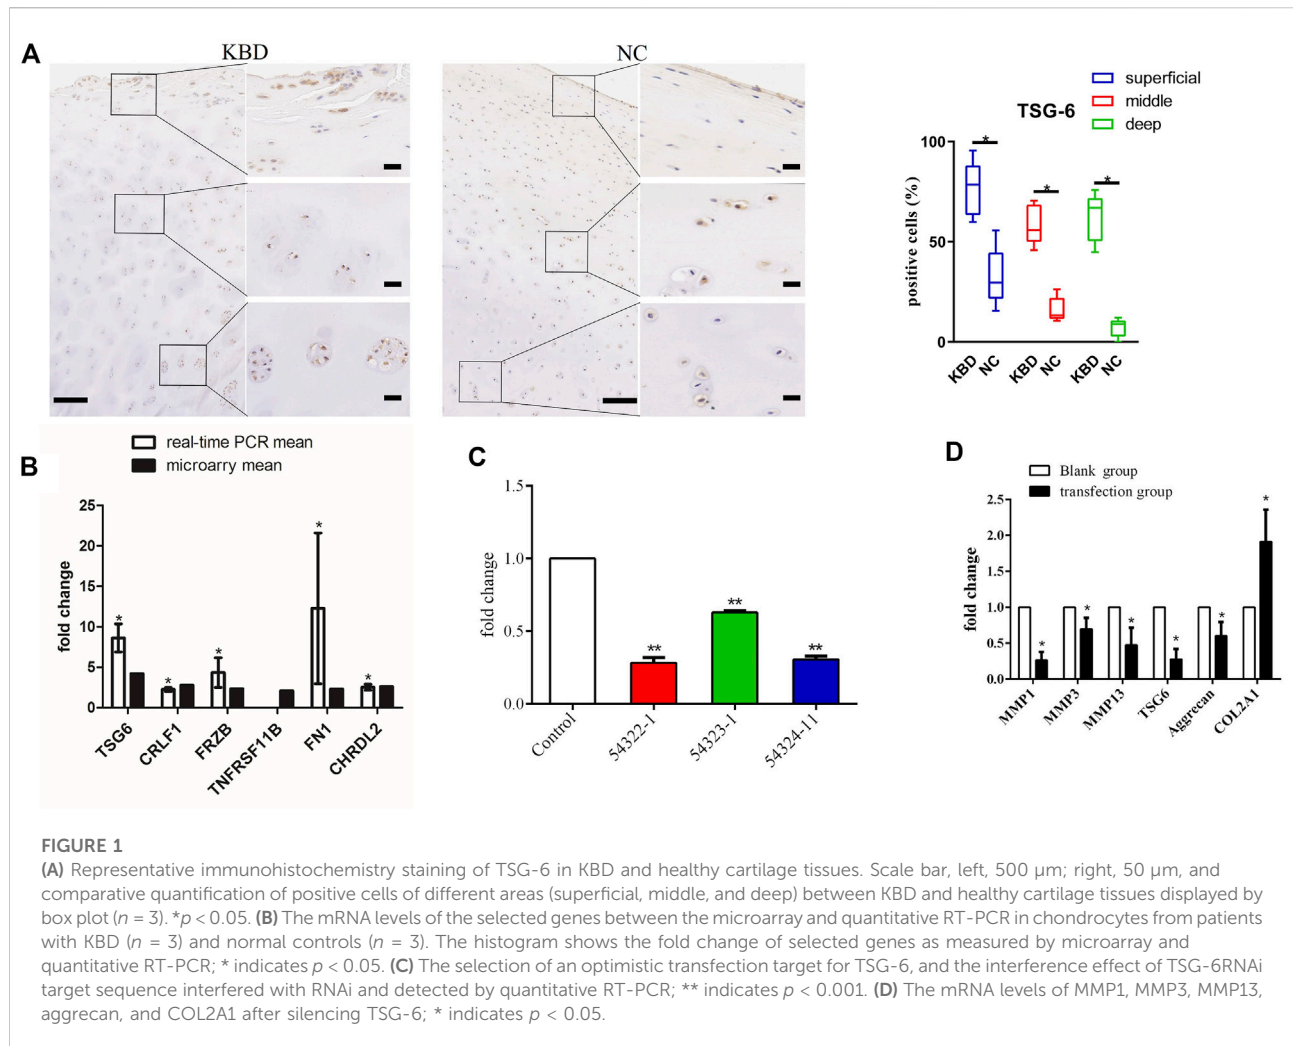 A
KBD
NC
superficial
middle
deep
TSG-6
*
*
*
100
50
0
positive cells (%)
KBD
NC
KBD
NC
KBD
NC
B
real-time PCR mean
microarry mean
25
20
15
10
5
0
fold change
*
*
*
*
*
TSG6
CRLF1
FRZB
TNFRSF11B
FN1
CHRDL2
C
1.5
1.0
0.5
0.0
fold change
**
**
**
Control
54322-1
54323-1
54324-11
D
Blank group
transfection group
2.5
2.0
1.5
1.0
0.5
0.0
fold change
*
*
*
*
*
*
MMP1
MMP3
MMP13
TSG6
Aggrecan
COL2A1
FIGURE 1
(A) Representative immunohistochemistry staining of TSG-6 in KBD and healthy cartilage tissues. Scale bar, left, 500 µm; right, 50 µm, and
comparative quantification of positive cells of different areas (superficial, middle, and deep) between KBD and healthy cartilage tissues displayed by
box plot (n = 3). *p < 0.05. (B) The mRNA levels of the selected genes between the microarray and quantitative RT-PCR in chondrocytes from patients
with KBD (n = 3) and normal controls (n = 3). The histogram shows the fold change of selected genes as measured by microarray and
quantitative RT-PCR; * indicates p < 0.05. (C) The selection of an optimistic transfection target for TSG-6, and the interference effect of TSG-6RNAi
target sequence interfered with RNAi and detected by quantitative RT-PCR; ** indicates p < 0.001. (D) The mRNA levels of MMP1, MMP3, MMP13,
aggrecan, and COL2A1 after silencing TSG-6; * indicates p < 0.05.